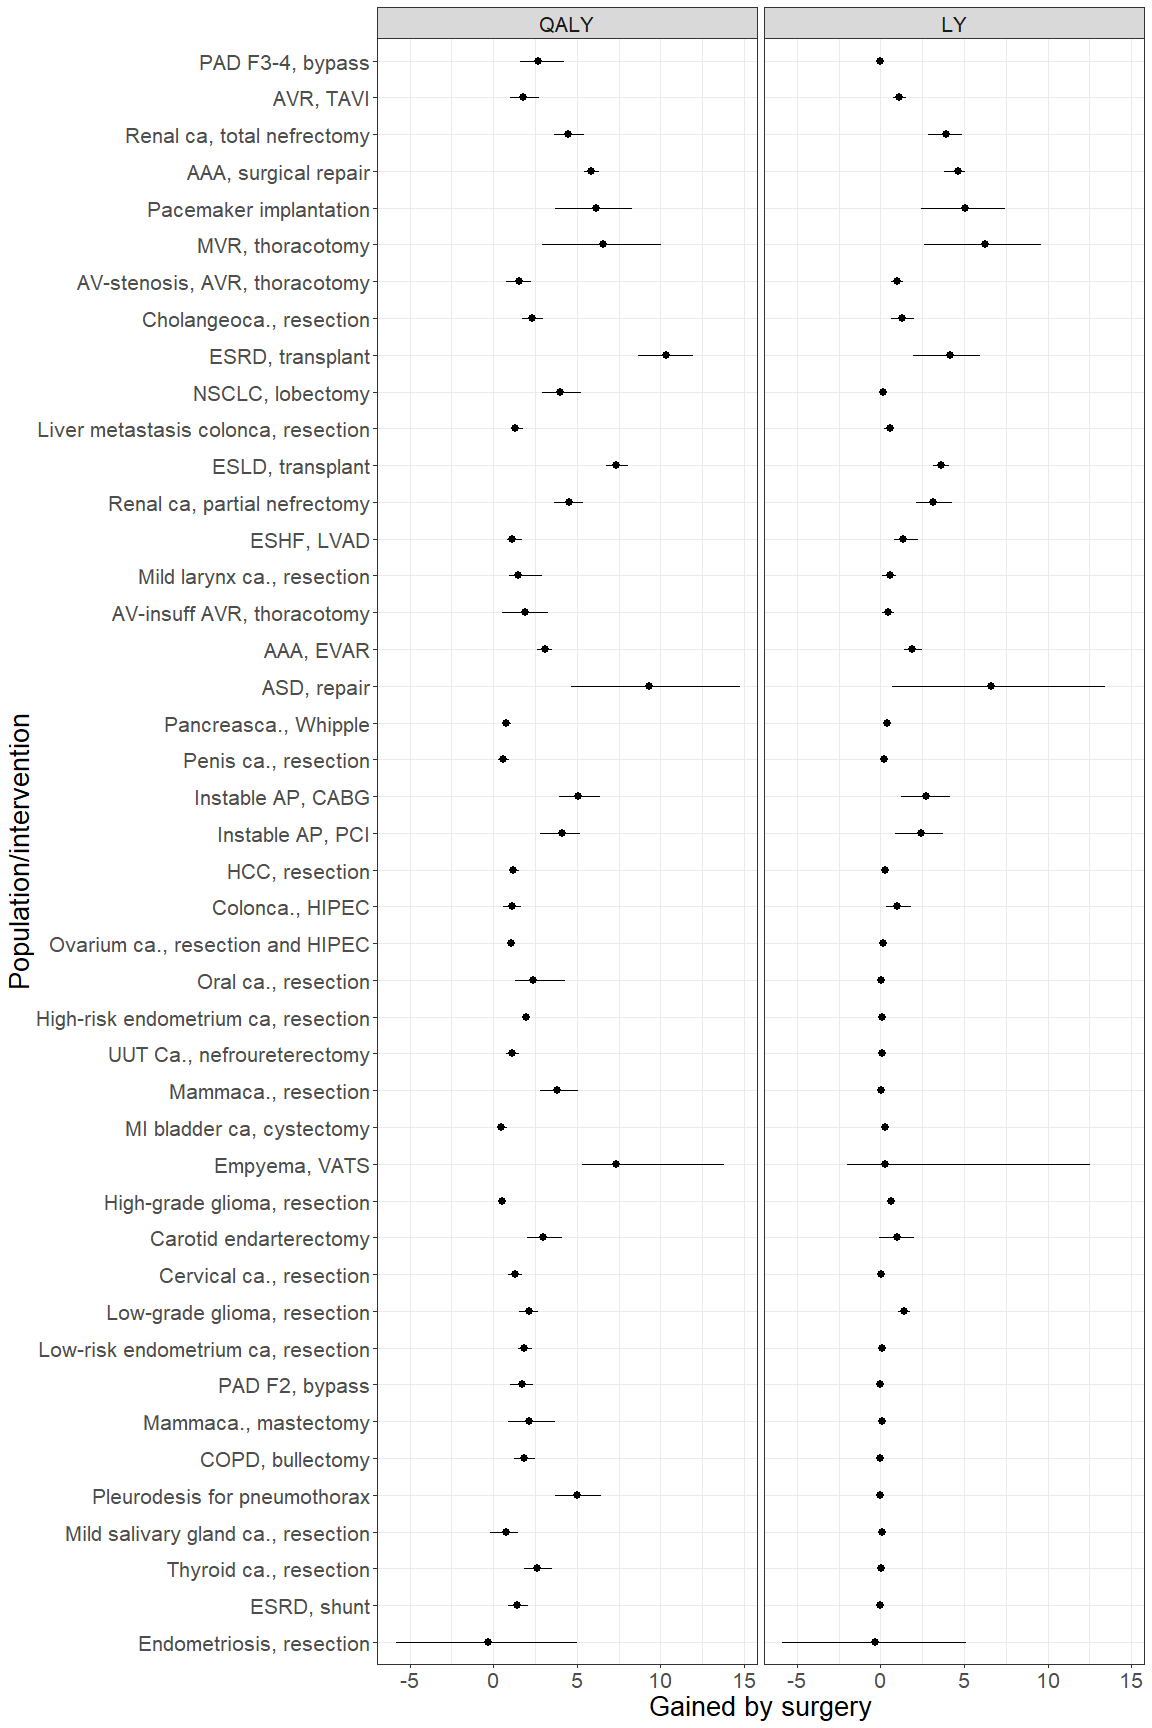 QALY
LY
PAD F3-4, bypass
AVR, TAVI
Renal ca, total nefrectomy
AAA, surgical repair
Pacemaker implantation
MVR, thoracotomy
AV-stenosis, AVR, thoracotomy
Cholangeoca., resection
ESRD, transplant
NSCLC, lobectomy
Liver metastasis colonca, resection
ESLD, transplant
Renal ca, partial nefrectomy
ESHF, LVAD
Mild larynx ca., resection
AV-insuff AVR, thoracotomy
AAA, EVAR
ASD, repair
Pancreasca., Whipple
Penis ca., resection
Instable AP, CABG
Instable AP, PCI
HCC, resection
Colonca., HIPEC
Ovarium ca., resection and HIPEC
Oral ca., resection
High-risk endometrium ca, resection
UUT Ca., nefroureterectomy
Mammaca., resection
MI bladder ca, cystectomy
Empyema, VATS
High-grade glioma, resection
Carotid endarterectomy
Cervical ca., resection
Low-grade glioma, resection
Low-risk endometrium ca, resection
PAD F2, bypass
Mammaca., mastectomy
COPD, bullectomy
Pleurodesis for pneumothorax
Mild salivary gland ca., resection
Thyroid ca., resection
ESRD, shunt
Endometriosis, resection
Population/intervention
-5 0 5 10 15
-5 0 5 10 15
Gained by surgery